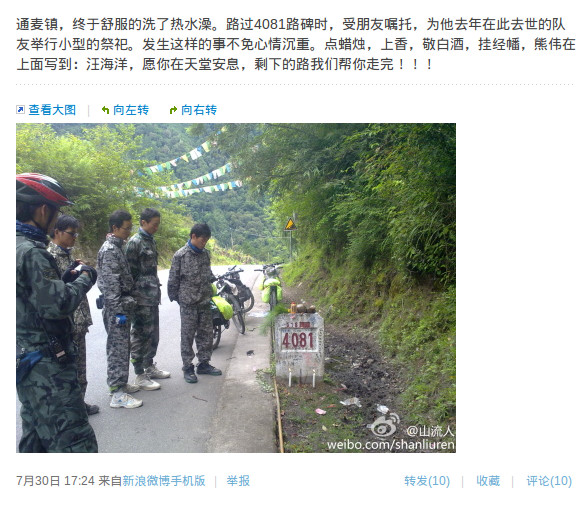 通麦镇，终于舒服的洗了热水澡。路过4081路碑时，受朋友嘱托，为他去年在此去世的队
友举行小型的祭祀。发生这样的事不免心情沉重。点蜡烛，上香，敬白酒，挂经幡，熊伟在
上面写到：汪海洋，愿你在天堂安息，剩下的路我们帮你走完！！！
查看大图 | 向左转 向右转
4081
@山流人
weibo.com/shanliuren
7月30日 17:24 来自新浪微博手机版 | 举报 转发(10) | 收藏 | 评论(10)